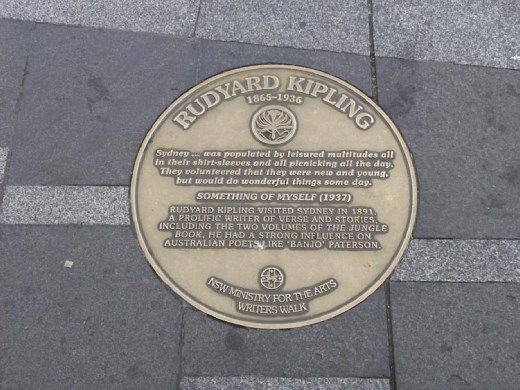 RUDYARD KIPLING
1865-1936
Sydney ... was populated by leisured multitudes all
in their shirt-sleeves and all picnicking all the day.
They volunteered that they were new and young,
but would do wonderful things some day.
SOMETHING OF MYSELF (1937)
RUDYARD KIPLING VISITED SYDNEY IN 1891.
A PROLIFIC WRITER OF VERSE AND STORIES,
INCLUDING THE TWO VOLUMES OF THE JUNGLE
BOOK, HE HAD A STRONG INFLUENCE ON
AUSTRALIAN POETS LIKE 'BANJO' PATERSON.
NSW MINISTRY FOR THE ARTS
WRITERS WALK